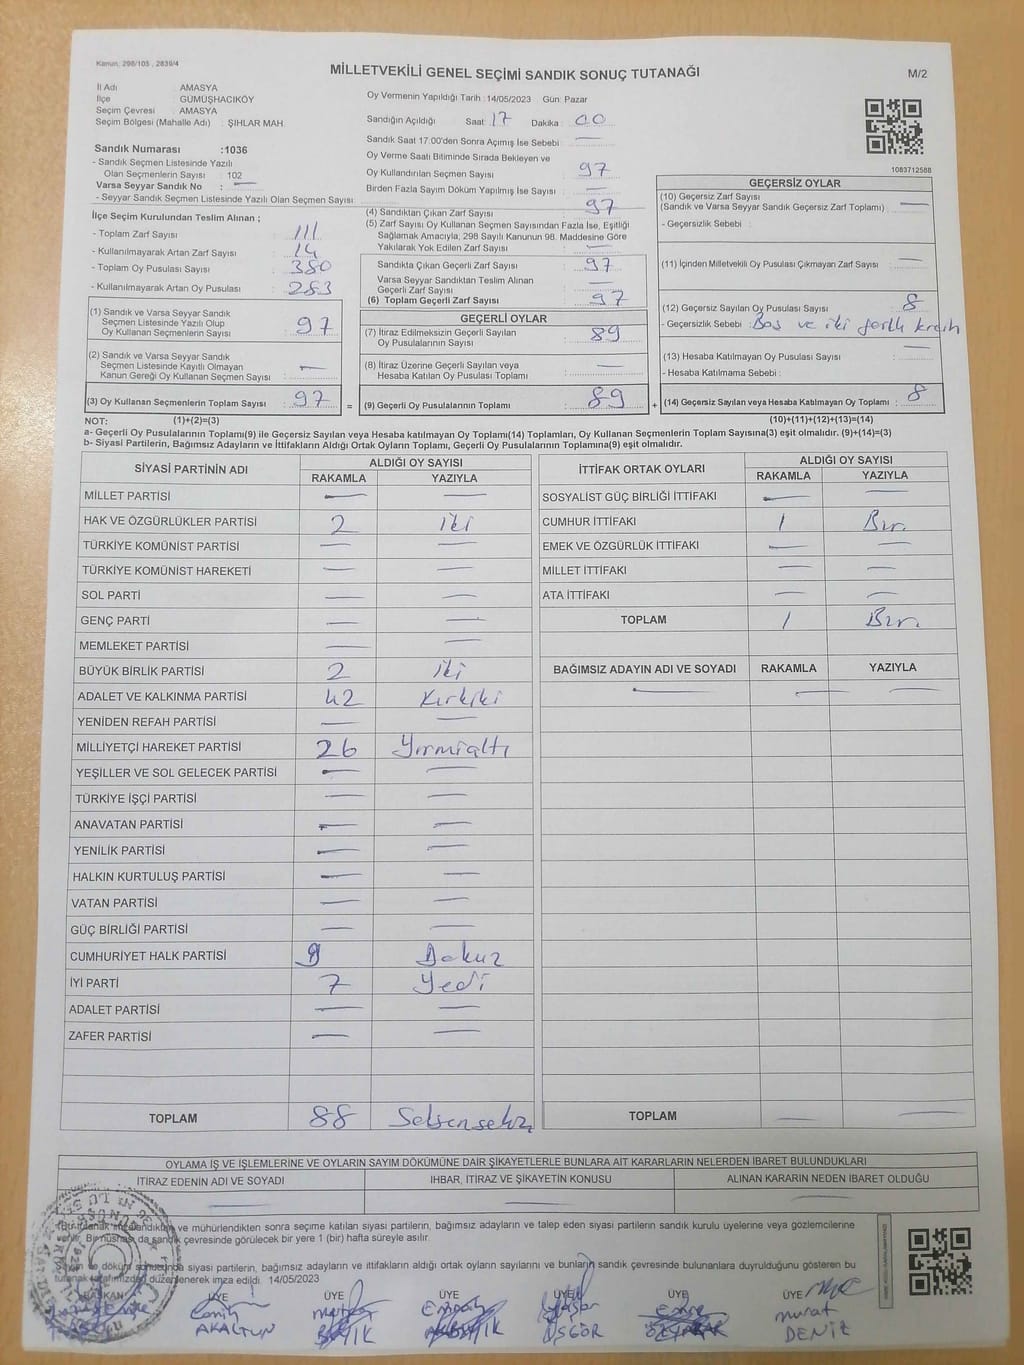 Kanun: 298/105 , 2839/4
MİLLETVEKİLİ GENEL SEÇİMİ SANDIK SONUÇ TUTANAĞI
M/2
İl Adı : AMASYA
İlçe : GÜMÜŞHACIKÖY
Seçim Çevresi : AMASYA
Seçim Bölgesi (Mahalle Adı) : ŞIHLAR MAH.
Oy Vermenin Yapıldığı Tarih : 14/05/2023 Gün: Pazar
Sandığın Açıldığı Saat : 17 Dakika : 00
Sandık Saat 17:00'den Sonra Açımış İse Sebebi : —
Oy Verme Saati Bitiminde Sırada Bekleyen ve
Oy Kullandırılan Seçmen Sayısı : 97
Birden Fazla Sayım Döküm Yapılmış İse Sayısı : —
1083712588
Sandık Numarası :1036
- Sandık Seçmen Listesinde Yazılı
Olan Seçmenlerin Sayısı : 102
Varsa Seyyar Sandık No : —
- Seyyar Sandık Seçmen Listesinde Yazılı Olan Seçmen Sayısı :
İlçe Seçim Kurulundan Teslim Alınan ;
- Toplam Zarf Sayısı : 111
- Kullanılmayarak Artan Zarf Sayısı : 14
- Toplam Oy Pusulası Sayısı : 380
- Kullanılmayarak Artan Oy Pusulası : 283
(1) Sandık ve Varsa Seyyar Sandık
Seçmen Listesinde Yazılı Olup
Oy Kullanan Seçmenlerin Sayısı : 97
(2) Sandık ve Varsa Seyyar Sandık
Seçmen Listesinde Kayıtlı Olmayan
Kanun Gereği Oy Kullanan Seçmen Sayısı : —
(3) Oy Kullanan Seçmenlerin Toplam Sayısı : 97 =
(4) Sandıktan Çıkan Zarf Sayısı : 97
(5) Zarf Sayısı Oy Kullanan Seçmen Sayısından Fazla İse, Eşitliği
Sağlamak Amacıyla, 298 Sayılı Kanunun 98. Maddesine Göre
Yakılarak Yok Edilen Zarf Sayısı : —
Sandıkta Çıkan Geçerli Zarf Sayısı : 97
Varsa Seyyar Sandıktan Teslim Alınan
Geçerli Zarf Sayısı : —
(6) Toplam Geçerli Zarf Sayısı : 97
GEÇERLİ OYLAR
(7) İtiraz Edilmeksizin Geçerli Sayılan
Oy Pusulalarının Sayısı : 89
(8) İtiraz Üzerine Geçerli Sayılan veya
Hesaba Katılan Oy Pusulası Toplamı : —
(9) Geçerli Oy Pusulalarının Toplamı : 89 +
GEÇERSİZ OYLAR
(10) Geçersiz Zarf Sayısı
(Sandık ve Varsa Seyyar Sandık Geçersiz Zarf Toplamı) : —
- Geçersizlik Sebebi :
(11) İçinden Milletvekili Oy Pusulası Çıkmayan Zarf Sayısı : —
(12) Geçersiz Sayılan Oy Pusulası Sayısı : 8
- Geçersizlik Sebebi : Boş ve iki
(13) Hesaba Katılmayan Oy Pusulası Sayısı : —
- Hesaba Katılmama Sebebi :
(14) Geçersiz Sayılan veya Hesaba Katılmayan Oy Toplamı : 8
NOT: (1)+(2)=(3) (10)+(11)+(12)+(13)=(14)
a- Geçerli Oy Pusulalarının Toplamı(9) ile Geçersiz Sayılan veya Hesaba katılmayan Oy Toplamı(14) Toplamları, Oy Kullanan Seçmenlerin Toplam Sayısına(3) eşit olmalıdır. (9)+(14)=(3)
b- Siyasi Partilerin, Bağımsız Adayların ve İttifakların Aldığı Oyların Toplamı, Geçerli Oy Pusulalarının Toplamına(9) eşit olmalıdır.
SİYASİ PARTİNİN ADI ALDIĞI OY SAYISI
RAKAMLA YAZIYLA
MİLLET PARTİSİ — —
HAK VE ÖZGÜRLÜKLER PARTİSİ 2 iki
TÜRKİYE KOMÜNİST PARTİSİ — —
TÜRKİYE KOMÜNİST HAREKETİ — —
SOL PARTİ — —
GENÇ PARTİ — —
MEMLEKET PARTİSİ — —
BÜYÜK BİRLİK PARTİSİ 2 iki
ADALET VE KALKINMA PARTİSİ 42 Kırkiki
YENİDEN REFAH PARTİSİ — —
MİLLİYETÇİ HAREKET PARTİSİ 26 Yirmialtı
YEŞİLLER VE SOL GELECEK PARTİSİ — —
TÜRKİYE İŞÇİ PARTİSİ — —
ANAVATAN PARTİSİ — —
YENİLİK PARTİSİ — —
HALKIN KURTULUŞ PARTİSİ — —
VATAN PARTİSİ — —
GÜÇ BİRLİĞİ PARTİSİ — —
CUMHURİYET HALK PARTİSİ 9 Dokuz
İYİ PARTİ 7 Yedi
ADALET PARTİSİ — —
ZAFER PARTİSİ — —
TOPLAM 88 Seksensekiz
İTTİFAK ORTAK OYLARI ALDIĞI OY SAYISI
RAKAMLA YAZIYLA
SOSYALİST GÜÇ BİRLİĞİ İTTİFAKI — —
CUMHUR İTTİFAKI 1 Bir.
EMEK VE ÖZGÜRLÜK İTTİFAKI — —
MİLLET İTTİFAKI — —
ATA İTTİFAKI — —
TOPLAM 1 Bir.
BAĞIMSIZ ADAYIN ADI VE SOYADI RAKAMLA YAZIYLA
— — —
TOPLAM — —
OYLAMA İŞ VE İŞLEMLERİNE VE OYLARIN SAYIM DÖKÜMÜNE DAİR ŞİKAYETLERLE BUNLARA AİT KARARLARIN NELERDEN İBARET BULUNDUKLARI
İTİRAZ EDENİN ADI VE SOYADI İHBAR, İTİRAZ VE ŞİKAYETİN KONUSU ALINAN KARARIN NEDEN İBARET OLDUĞU
— — —
ve mühürlendikten sonra seçime katılan siyasi partilerin, bağımsız adayların ve talep eden siyasi partilerin sandık kurulu üyelerine veya gözlemcilerine
verilir. Bir nüshası da sandık çevresinde görülecek bir yere 1 (bir) hafta süreyle asılır.
Sayım ve döküm sonucunda siyasi partilerin, bağımsız adayların ve ittifakların aldığı ortak oyların sayılarını ve bunların sandık çevresinde bulunanlara duyrulduğunu gösteren bu
tutanak tarafımızdan düzenlenerek imza edildi. 14/05/2023
BAŞKAN ÜYE ÜYE ÜYE ÜYE ÜYE ÜYE
Emre murat
AKALTUN ÖSGÖR DENİZ